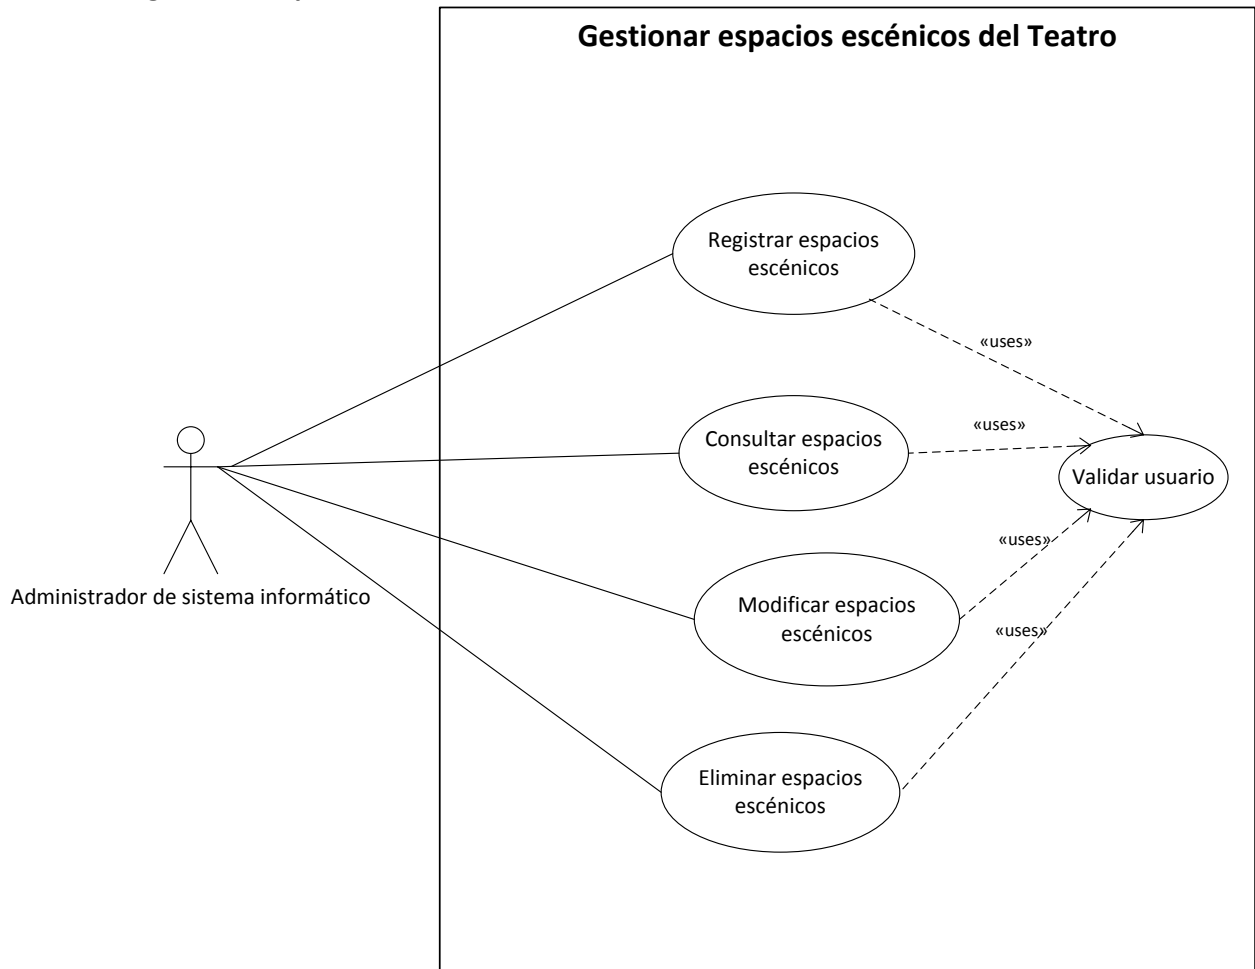 Gestionar espacios escénicos del Teatro
Registrar espacios
escénicos
«uses»
Consultar espacios
escénicos
«uses»
Validar usuario
«uses»
Administrador de sistema informático
Modificar espacios
escénicos
«uses»
Eliminar espacios
escénicos